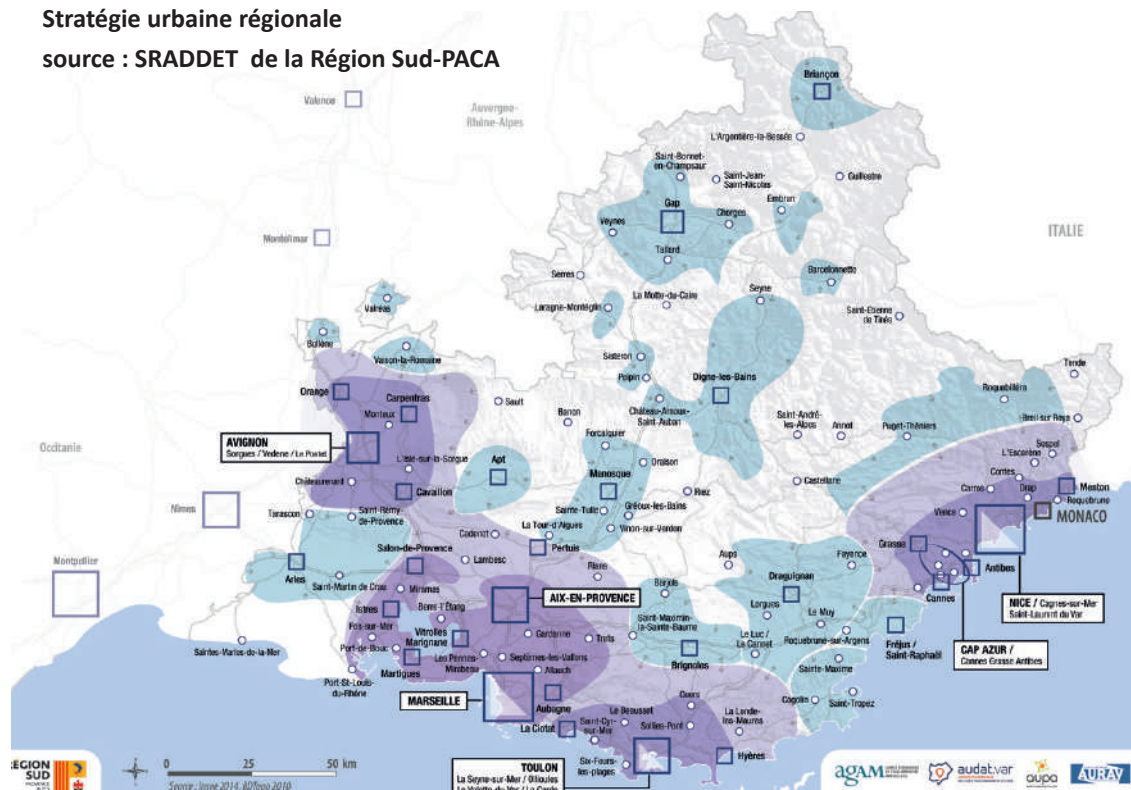 Stratégie urbaine régionale
source : SRADDET de la Région Sud-PACA
Valence
Auvergne-
Rhône-Alpes
Briançon
L'Argentière-la-Bessée
Saint-Bonnet-
en-Champsaur
Saint-Jean-
Saint-Nicolas
Guillestre
Gap
Embrun
Veynes
Chorges
Montélimar
ITALIE
Tallard
Serres
Barcelonnette
La Motte-du-Caire
Seyne
Valréas
Laragne-Montéglin
Saint-Etienne
de Tinée
Bollène
Vaison-la-Romaine
Sisteron
Tende
Peipin
Digne-les-Bains
Roquebillière
Orange
Carpentras
Monteux
Sault
Banon
Château-Arnoux-
Saint-Auban
Saint-André-
les-Alpes
Annot
Puget-Théniers
Breil sur Roya
AVIGNON
Sorgues / Vedène / Le Pontet
Forcalquier
Occitanie
L'Isle-sur-la-Sorgue
Apt
Oraison
Manosque
Sospel
L'Escarène
Contes
Châteaurenard
Cavaillon
Castellane
Carros
Drap
Menton
Roquebrune
Nîmes
Riez
Gréoux-les-Bains
Sainte-Tulle
Vinon-sur-Verdon
Tarascon
Saint-Rémy-
de-Provence
Vence
MONACO
Cadenet
La Tour-d'Aigues
Pertuis
Grasse
Montpellier
Salon-de-Provence
Lambesc
Aups
Fayence
Antibes
Arles
Rians
Saint-Martin de Crau
Miramas
Barjols
Draguignan
Cannes
NICE / Cagnes-sur-Mer
Saint-Laurent du Var
AIX-EN-PROVENCE
Istres
Berre-l'Étang
Lorgues
Saint-Maximin-
la-Sainte-Baume
Le Muy
Fos-sur-Mer
Vitrolles
Marignane
Gardanne
Trets
Le Luc /
Le Cannet
Roquebrune-sur-Argens
Fréjus /
Saint-Raphaël
CAP AZUR /
Cannes Grasse Antibes
Saintes-Maries-de-la-Mer
Port-de-Bouc
Les Pennes-
Mirabeau
Septèmes-les-Vallons
Brignoles
Sainte-Maxime
Martigues
Allauch
Port-St-Louis
du-Rhône
MARSEILLE
Aubagne
Cuers
Le Beausset
La Londe-
les-Maures
Cogolin
Saint-Tropez
La Ciotat
Saint-Cyr-
sur-Mer
Solliès-Pont
Hyères
Six-Fours-
les-plages
TOULON
La Seyne-sur-Mer / Ollioules
La Valette-du-Var / La Garde
RÉGION
SUD
PROVENCE
0 25 50 km
Source : Insee 2014, BDTopo 2010
agAM
audat.var
aupa
AURAV